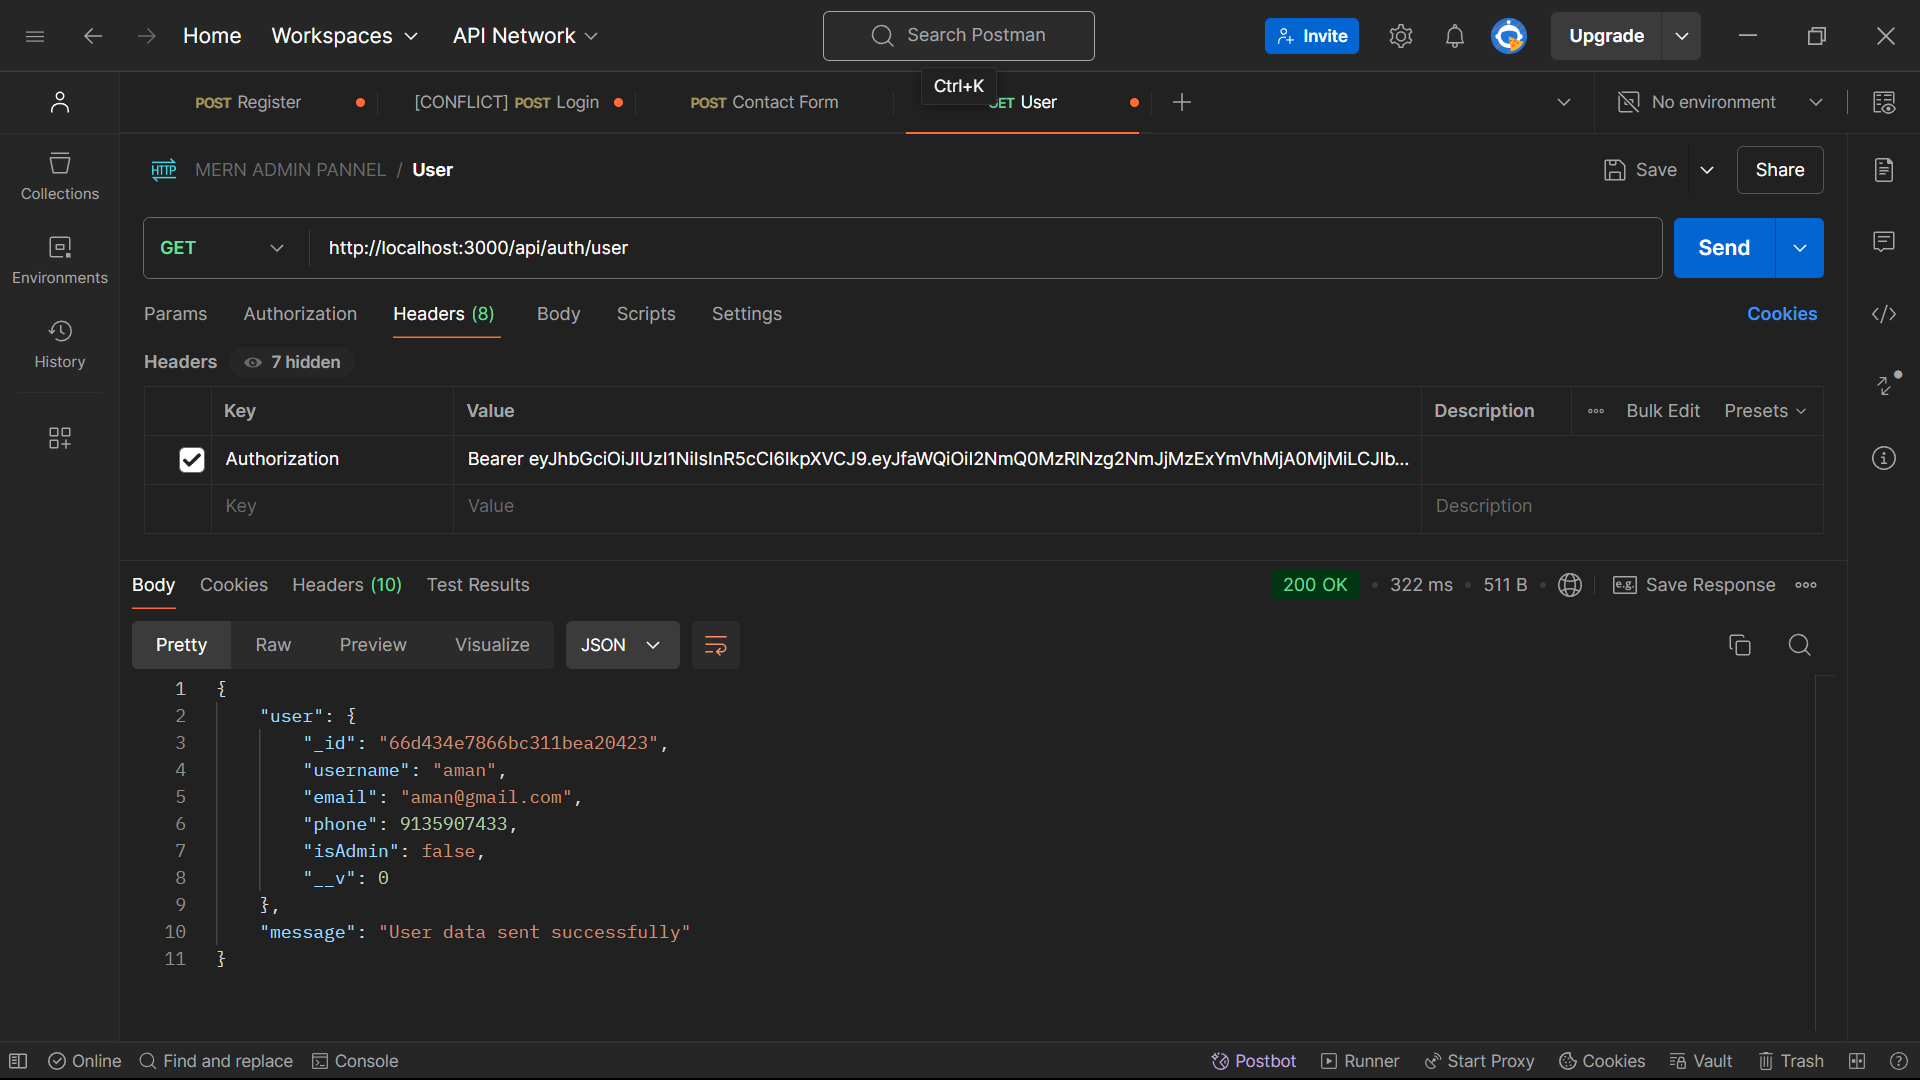 Home Workspaces API Network Search Postman Invite Upgrade
Ctrl+K
POST Register [CONFLICT] POST Login POST Contact Form User No environment
HTTP MERN ADMIN PANNEL / User Save Share
Collections
Environments
History
GET http://localhost:3000/api/auth/user Send
Params Authorization Headers (8) Body Scripts Settings Cookies
Headers 7 hidden
Key Value Description Bulk Edit Presets
Authorization Bearer eyJhbGciOiJIUzI1NiIsInR5cCI6IkpXVCJ9.eyJfaWQiOiI2NmQ0MzRlNzg2NmJjMzExYmVhMjA0MjMiLCJlb...
Key Value Description
Body Cookies Headers (10) Test Results 200 OK 322 ms 511 B e.g. Save Response
Pretty Raw Preview Visualize JSON
1 {
2 "user": {
3 "_id": "66d434e7866bc311bea20423",
4 "username": "aman",
5 "email": "aman@gmail.com",
6 "phone": 9135907433,
7 "isAdmin": false,
8 "__v": 0
9 },
10 "message": "User data sent successfully"
11 }
Online Find and replace Console Postbot Runner Start Proxy Cookies Vault Trash